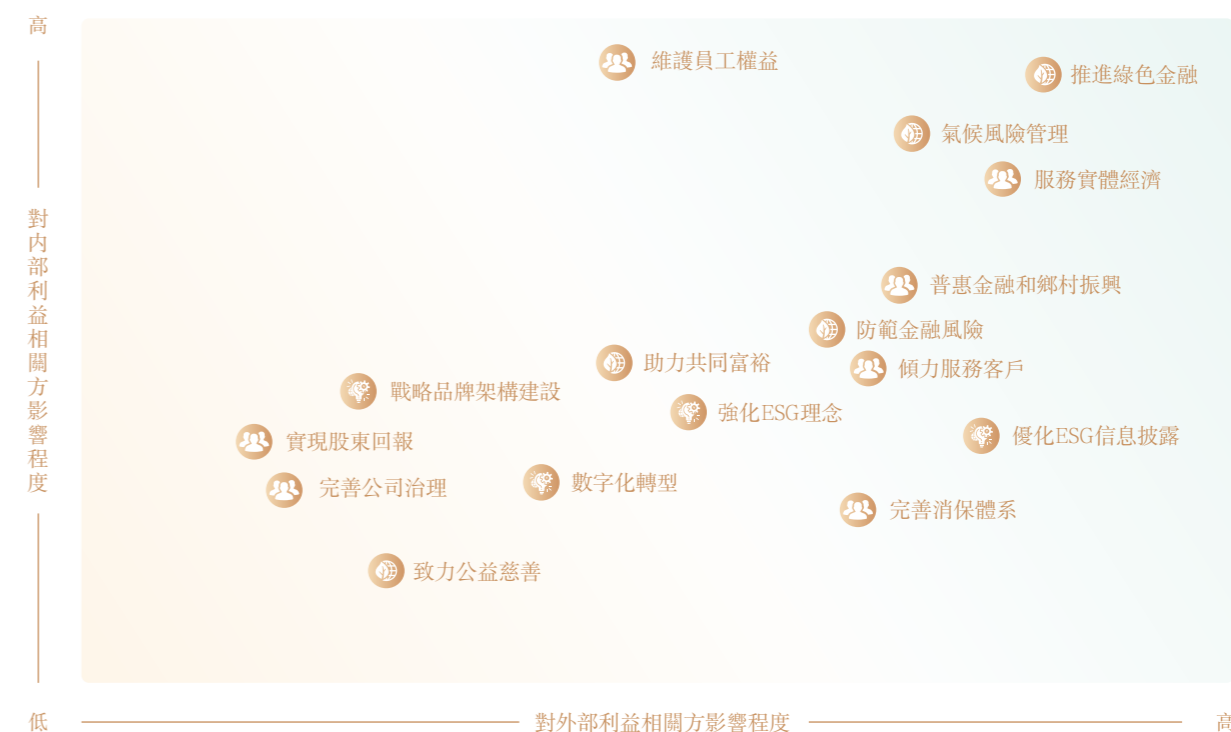 高
維護員工權益
推進綠色金融
氣候風險管理
服務實體經濟
對內部利益相關方影響程度
普惠金融和鄉村振興
防範金融風險
助力共同富裕
傾力服務客戶
戰略品牌架構建設
強化ESG理念
優化ESG信息披露
實現股東回報
數字化轉型
完善公司治理
完善消保體系
致力公益慈善
低
對外部利益相關方影響程度
高